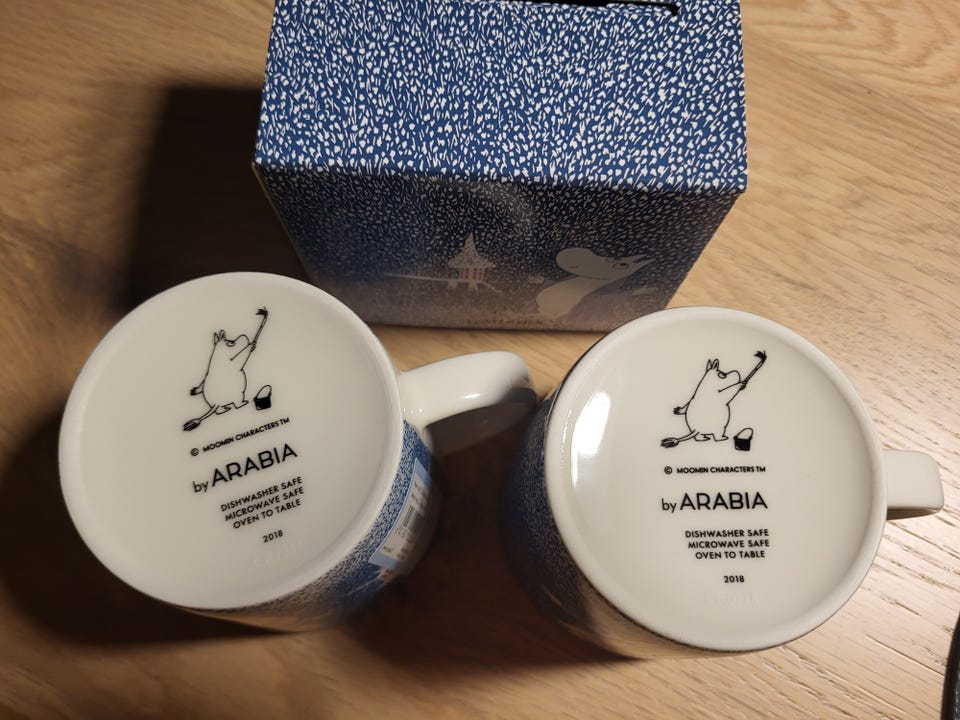 © MOOMIN CHARACTERS™
by ARABIA
DISHWASHER SAFE
MICROWAVE SAFE
OVEN TO TABLE
2018
© MOOMIN CHARACTERS™
by ARABIA
DISHWASHER SAFE
MICROWAVE SAFE
OVEN TO TABLE
2018